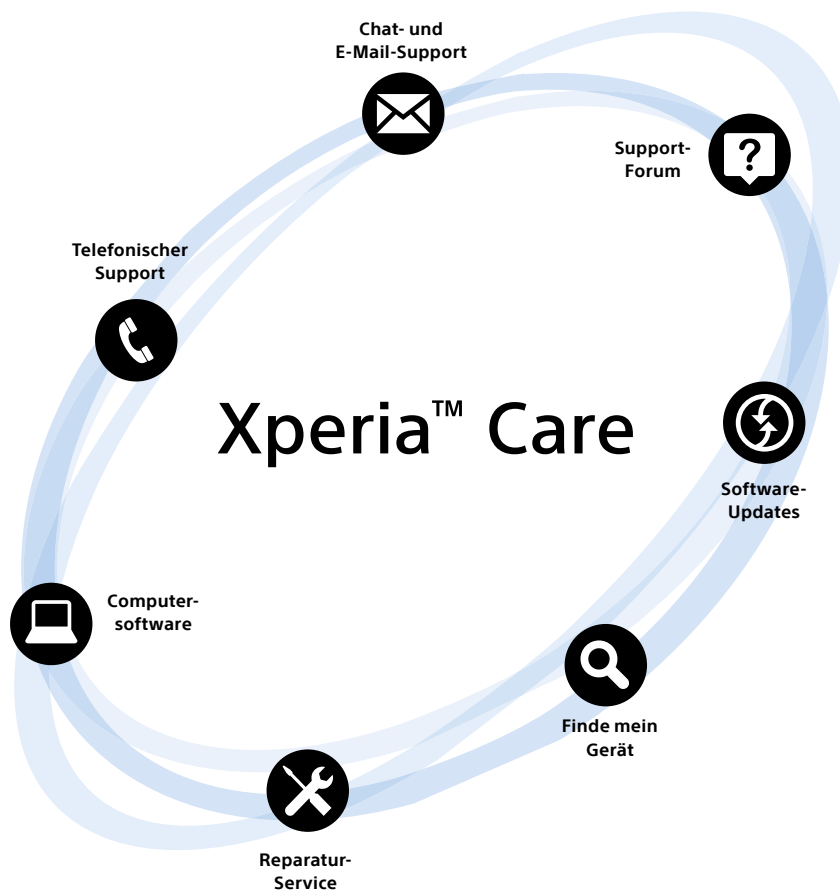 Chat- und
E-Mail-Support
Support-
Forum
Telefonischer
Support
Xperia™ Care
Software-
Updates
Computer-
software
Finde mein
Gerät
Reparatur-
Service